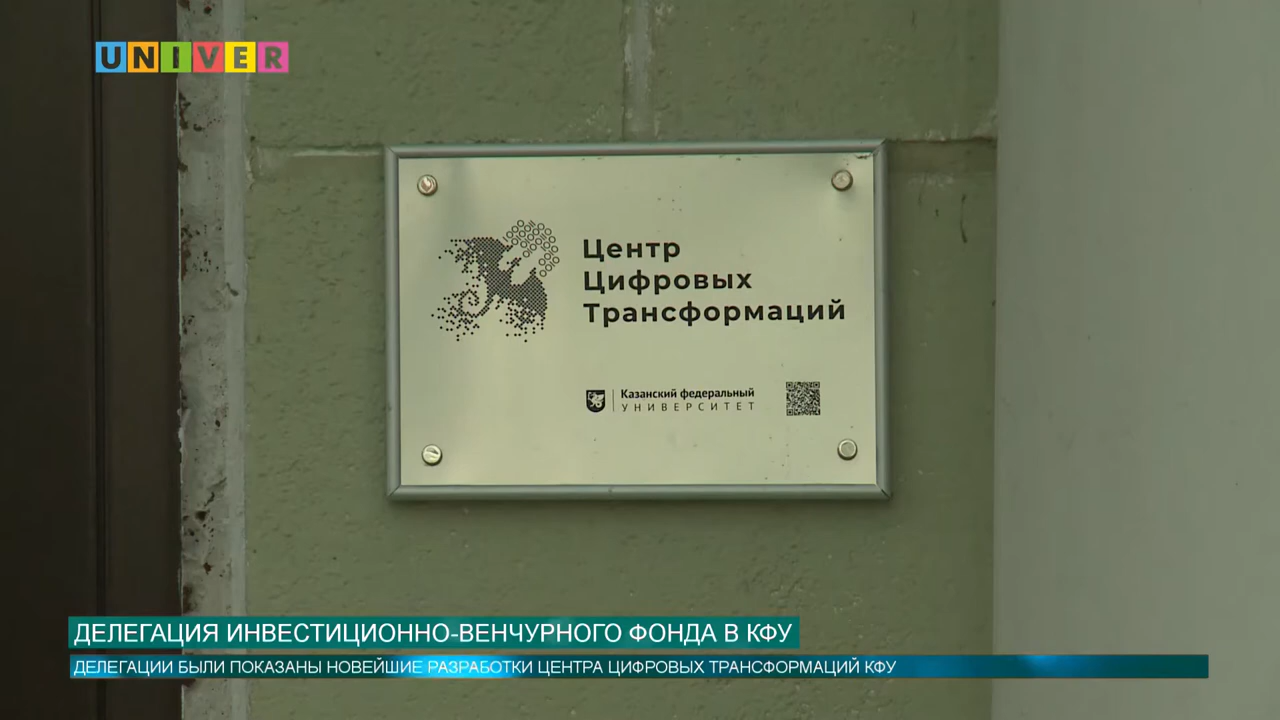 UNIVER
Центр
Цифровых
Трансформаций
Казанский федеральный
УНИВЕРСИТЕТ
ДЕЛЕГАЦИЯ ИНВЕСТИЦИОННО-ВЕНЧУРНОГО ФОНДА В КФУ
ДЕЛЕГАЦИИ БЫЛИ ПОКАЗАНЫ НОВЕЙШИЕ РАЗРАБОТКИ ЦЕНТРА ЦИФРОВЫХ ТРАНСФОРМАЦИЙ КФУ